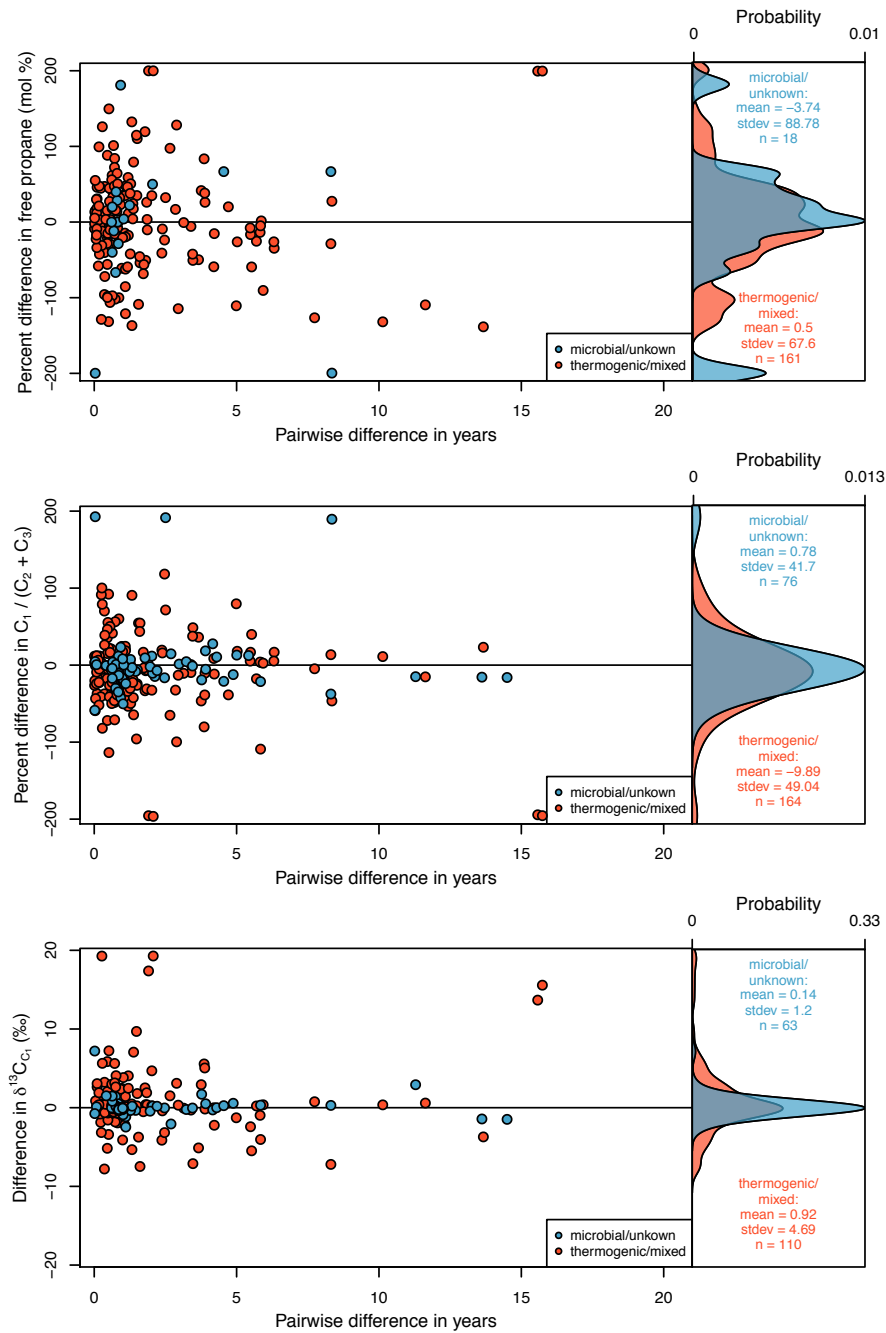 Probability
0 0.01
Percent difference in free propane (mol %)
200
100
0
−100
−200
microbial/
unknown:
mean = −3.74
stdev = 88.78
n = 18
thermogenic/
mixed:
mean = 0.5
stdev = 67.6
n = 161
microbial/unkown
thermogenic/mixed
0 5 10 15 20
Pairwise difference in years
Probability
0 0.013
Percent difference in C₁ / (C₂ + C₃)
200
100
0
−100
−200
microbial/
unknown:
mean = 0.78
stdev = 41.7
n = 76
thermogenic/
mixed:
mean = −9.89
stdev = 49.04
n = 164
microbial/unkown
thermogenic/mixed
0 5 10 15 20
Pairwise difference in years
Probability
0 0.33
Difference in δ¹³C_C₁ (‰)
20
10
0
−10
−20
microbial/
unknown:
mean = 0.14
stdev = 1.2
n = 63
thermogenic/
mixed:
mean = 0.92
stdev = 4.69
n = 110
microbial/unkown
thermogenic/mixed
0 5 10 15 20
Pairwise difference in years